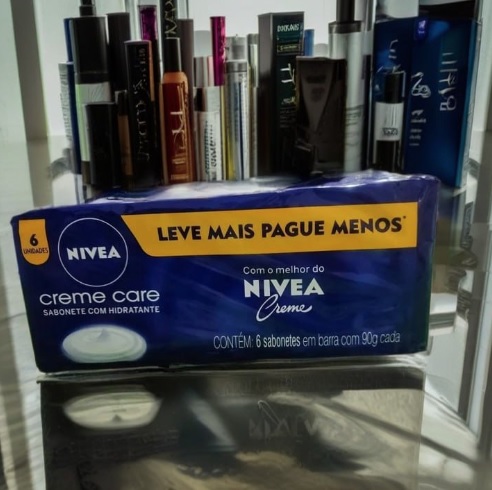 LEVE MAIS PAGUE MENOS*
6
UNIDADES
NIVEA
creme care
SABONETE COM HIDRATANTE
Com o melhor do
NIVEA
Creme
CONTÉM: 6 sabonetes em barra com 90g cada